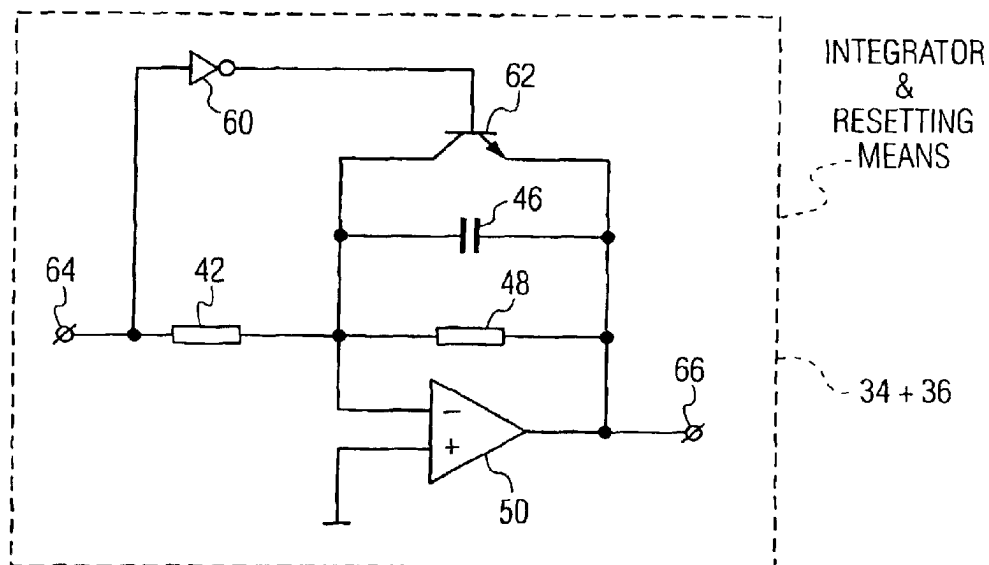 INTEGRATOR
&
RESETTING
MEANS
62
60
46
64
42
48
66
34 + 36
−
+
50